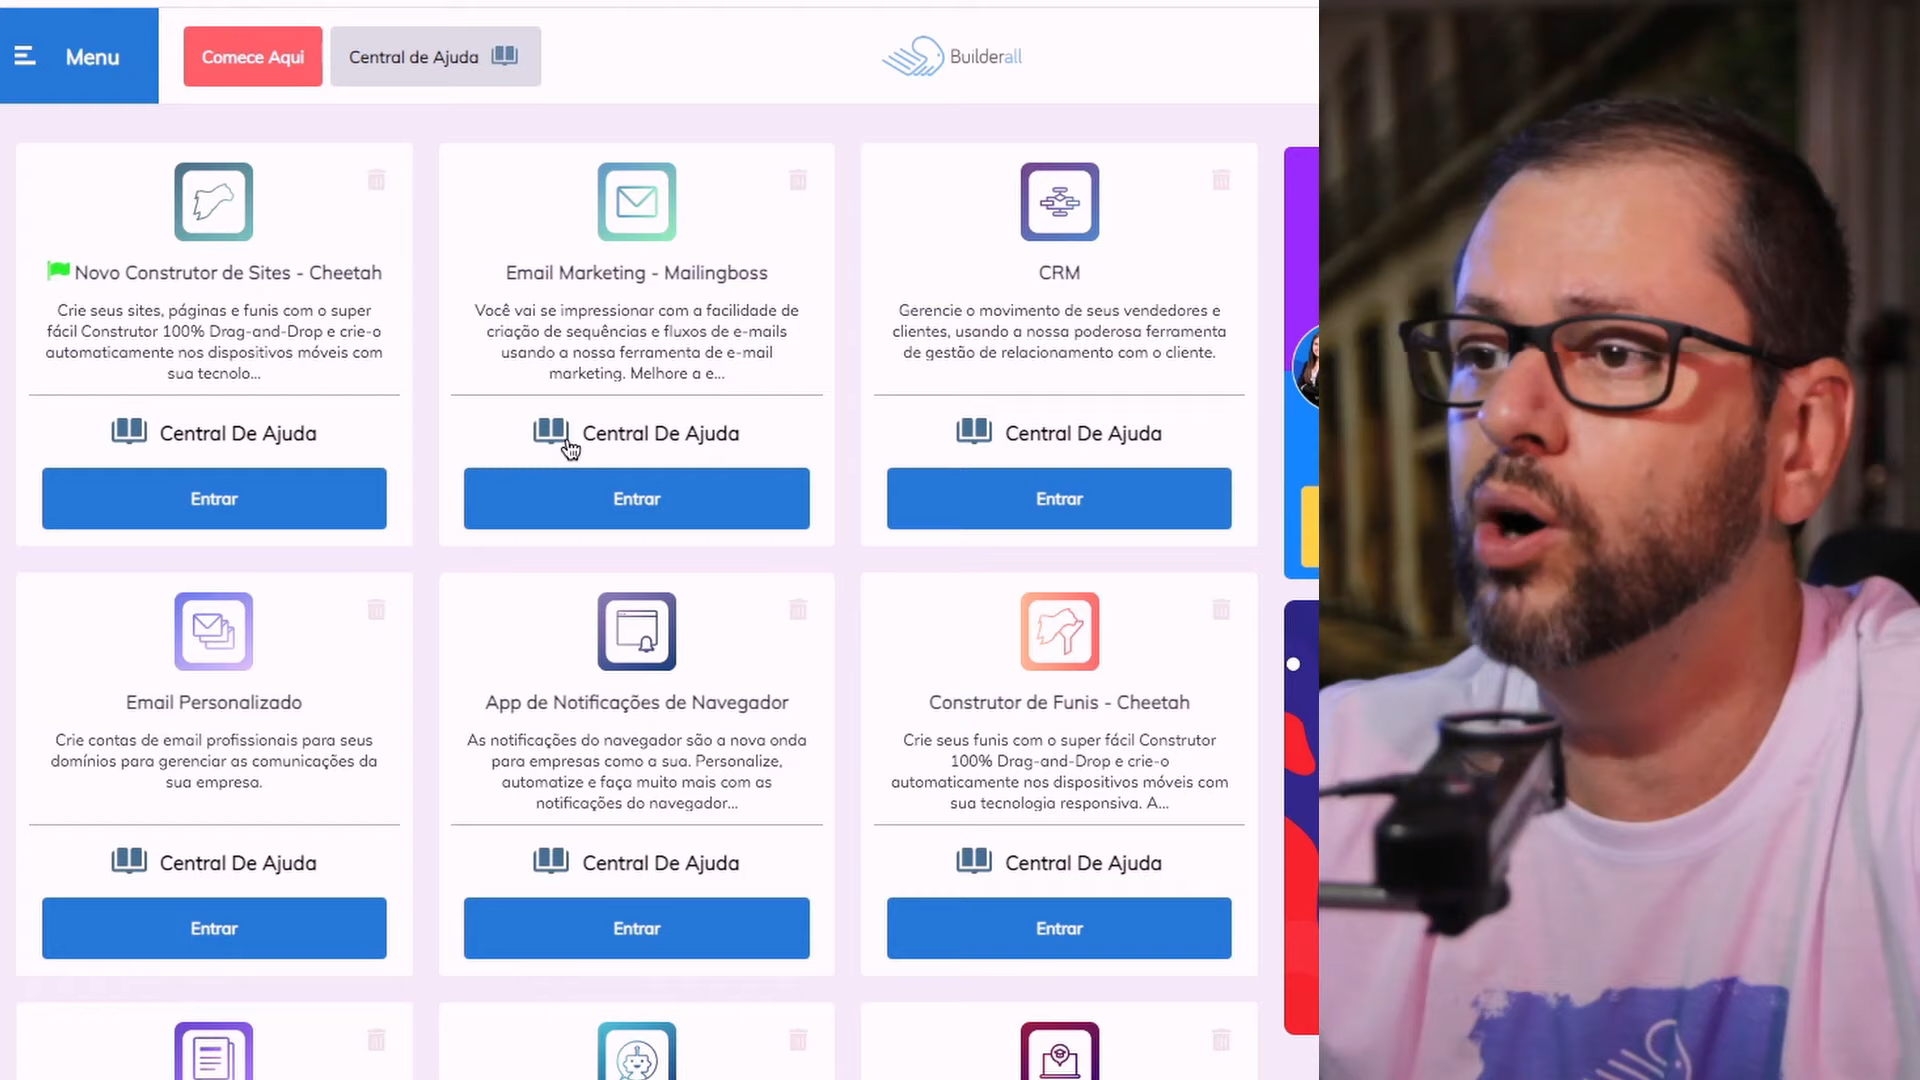 Menu
Comece Aqui
Central de Ajuda
Builderall
Novo Construtor de Sites - Cheetah
Crie seus sites, páginas e funis com o super
fácil Construtor 100% Drag-and-Drop e crie-o
automaticamente nos dispositivos móveis com
sua tecnolo...
Central De Ajuda
Entrar
Email Marketing - Mailingboss
Você vai se impressionar com a facilidade de
criação de sequências e fluxos de e-mails
usando a nossa ferramenta de e-mail
marketing. Melhore a e...
Central De Ajuda
Entrar
CRM
Gerencie o movimento de seus vendedores e
clientes, usando a nossa poderosa ferramenta
de gestão de relacionamento com o cliente.
Central De Ajuda
Entrar
Email Personalizado
Crie contas de email profissionais para seus
domínios para gerenciar as comunicações da
sua empresa.
Central De Ajuda
Entrar
App de Notificações de Navegador
As notificações do navegador são a nova onda
para empresas como a sua. Personalize,
automatize e faça muito mais com as
notificações do navegador...
Central De Ajuda
Entrar
Construtor de Funis - Cheetah
Crie seus funis com o super fácil Construtor
100% Drag-and-Drop e crie-o
automaticamente nos dispositivos móveis com
sua tecnologia responsiva. A...
Central De Ajuda
Entrar